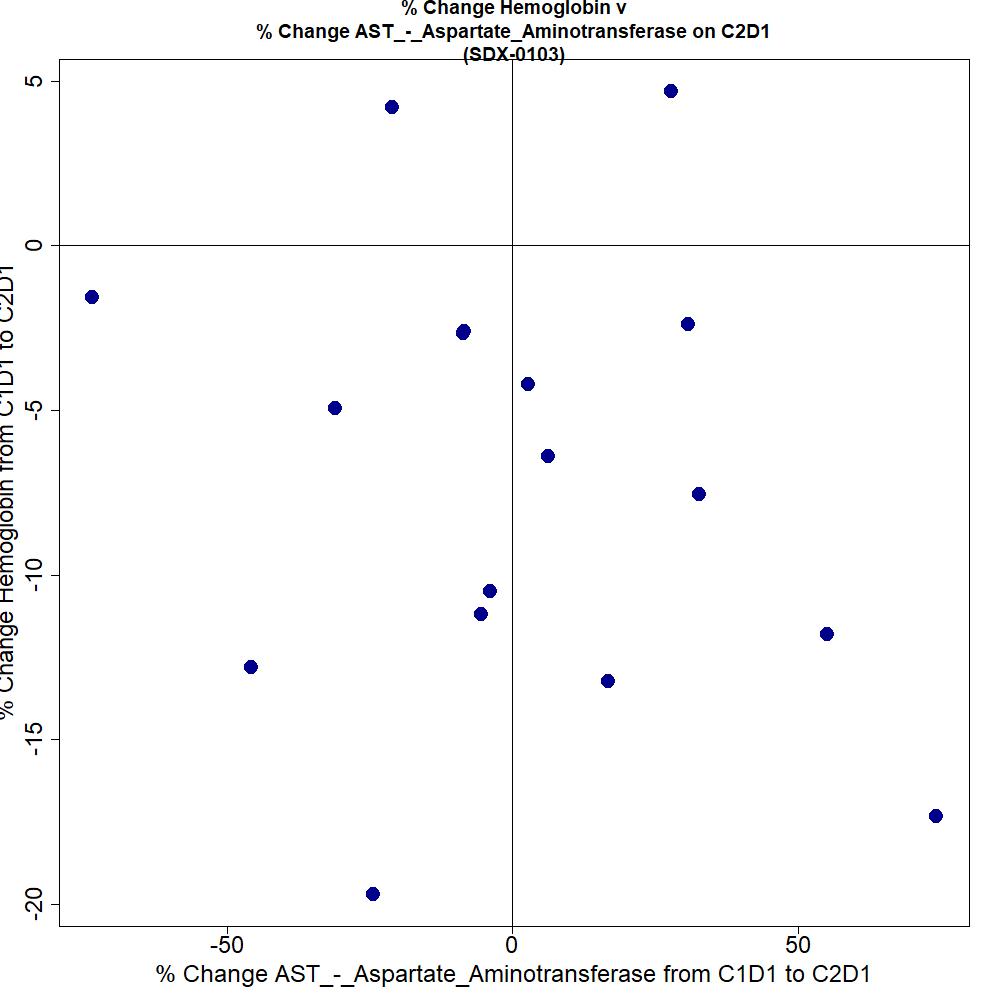 % Change Hemoglobin v
% Change AST_-_Aspartate_Aminotransferase on C2D1
(SDX-0103)
5
0
-5
-10
-15
-20
% Change Hemoglobin from C1D1 to C2D1
-50
0
50
% Change AST_-_Aspartate_Aminotransferase from C1D1 to C2D1